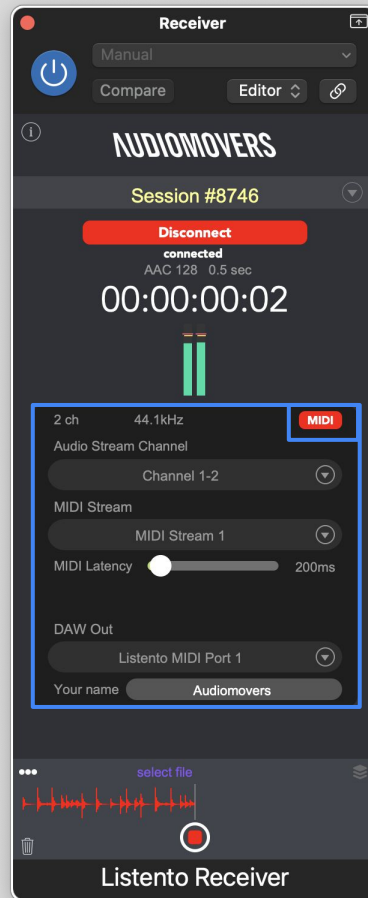 Receiver
Manual
Compare
Editor
AUDIOMOVERS
Session #8746
Disconnect
connected
AAC 128 0.5 sec
00:00:00:02
2 ch 44.1kHz MIDI
Audio Stream Channel
Channel 1-2
MIDI Stream
MIDI Stream 1
MIDI Latency 200ms
DAW Out
Listento MIDI Port 1
Your name Audiomovers
select file
Listento Receiver